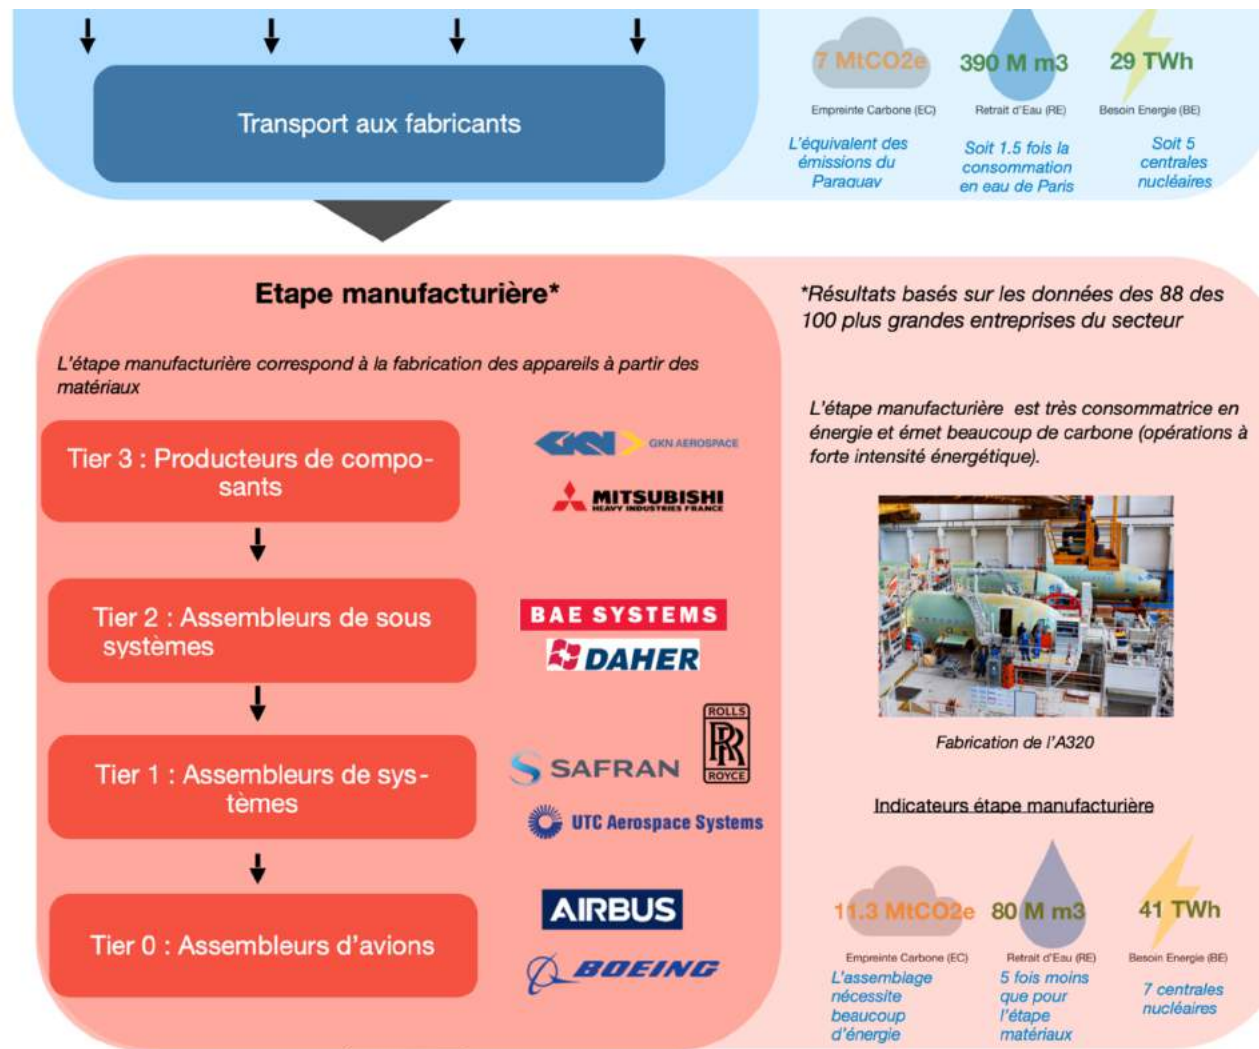 7 MtCO2e
390 M m3
29 TWh
Empreinte Carbone (EC)
Retrait d'Eau (RE)
Besoin Energie (BE)
L'équivalent des
émissions du
Paraguay
Soit 1.5 fois la
consommation
en eau de Paris
Soit 5
centrales
nucléaires
Transport aux fabricants
Etape manufacturière*
L'étape manufacturière correspond à la fabrication des appareils à partir des
matériaux
Tier 3 : Producteurs de compo-
sants
GKN GKN AEROSPACE
MITSUBISHI
HEAVY INDUSTRIES FRANCE
Tier 2 : Assembleurs de sous
systèmes
BAE SYSTEMS
DAHER
Tier 1 : Assembleurs de sys-
tèmes
ROLLS
RR
ROYCE
SAFRAN
UTC Aerospace Systems
Tier 0 : Assembleurs d'avions
AIRBUS
BOEING
*Résultats basés sur les données des 88 des
100 plus grandes entreprises du secteur
L'étape manufacturière est très consommatrice en
énergie et émet beaucoup de carbone (opérations à
forte intensité énergétique).
Fabrication de l'A320
Indicateurs étape manufacturière
11.3 MtCO2e
80 M m3
41 TWh
Empreinte Carbone (EC)
Retrait d'Eau (RE)
Besoin Energie (BE)
L'assemblage
nécessite
beaucoup
d'énergie
5 fois moins
que pour
l'étape
matériaux
7 centrales
nucléaires